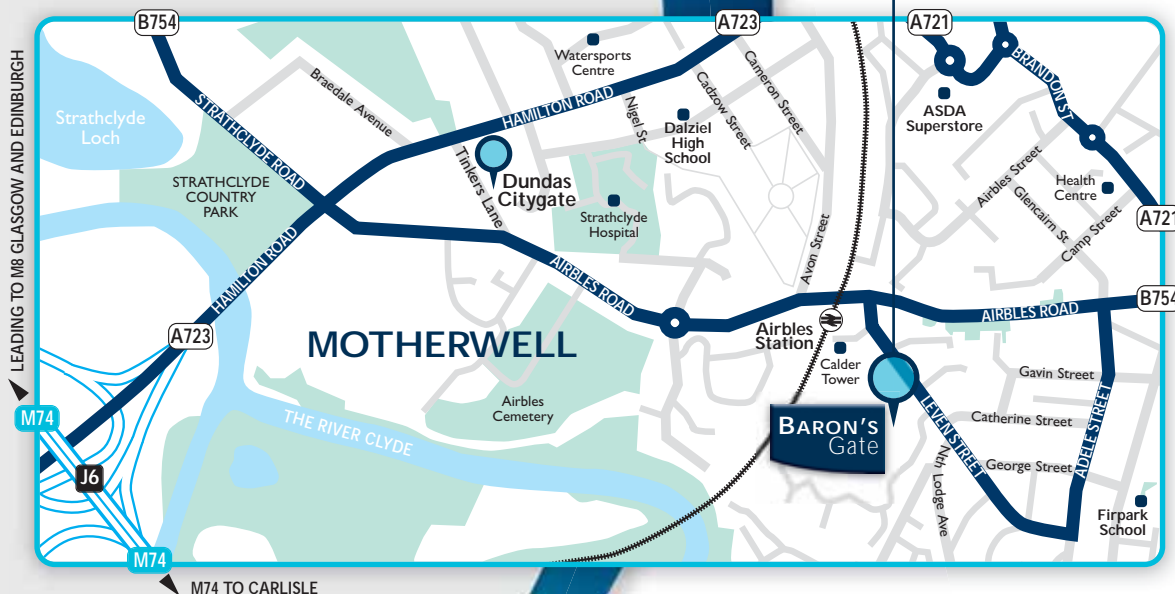 B754
A723
A721
LEADING TO M8 GLASGOW AND EDINBURGH
Strathclyde
Loch
STRATHCLYDE ROAD
Braedale Avenue
Watersports
Centre
HAMILTON ROAD
Nigel St
Cadzow Street
Cameron Street
Dalziel
High
School
ASDA
Superstore
BRANDON ST
STRATHCLYDE
COUNTRY
PARK
Tinkers Lane
Dundas
Citygate
Strathclyde
Hospital
Airbles Street
Glencairn St
Health
Centre
Camp Street
A721
HAMILTON ROAD
AIRBLES ROAD
Avon Street
B754
AIRBLES ROAD
A723
MOTHERWELL
Airbles
Station
Calder
Tower
Gavin Street
Airbles
Cemetery
Catherine Street
LEVEN STREET
ADELE STREET
M74
THE RIVER CLYDE
BARON'S
Gate
Nth Lodge Ave
George Street
J6
Firpark
School
M74
M74 TO CARLISLE